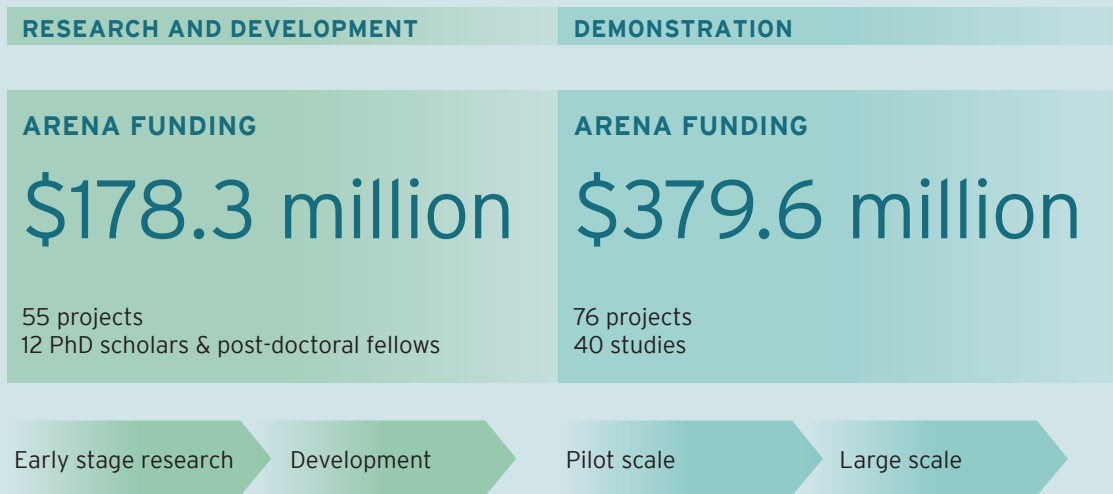 RESEARCH AND DEVELOPMENT
DEMONSTRATION
ARENA FUNDING
$178.3 million
55 projects
12 PhD scholars & post-doctoral fellows
ARENA FUNDING
$379.6 million
76 projects
40 studies
Early stage research
Development
Pilot scale
Large scale